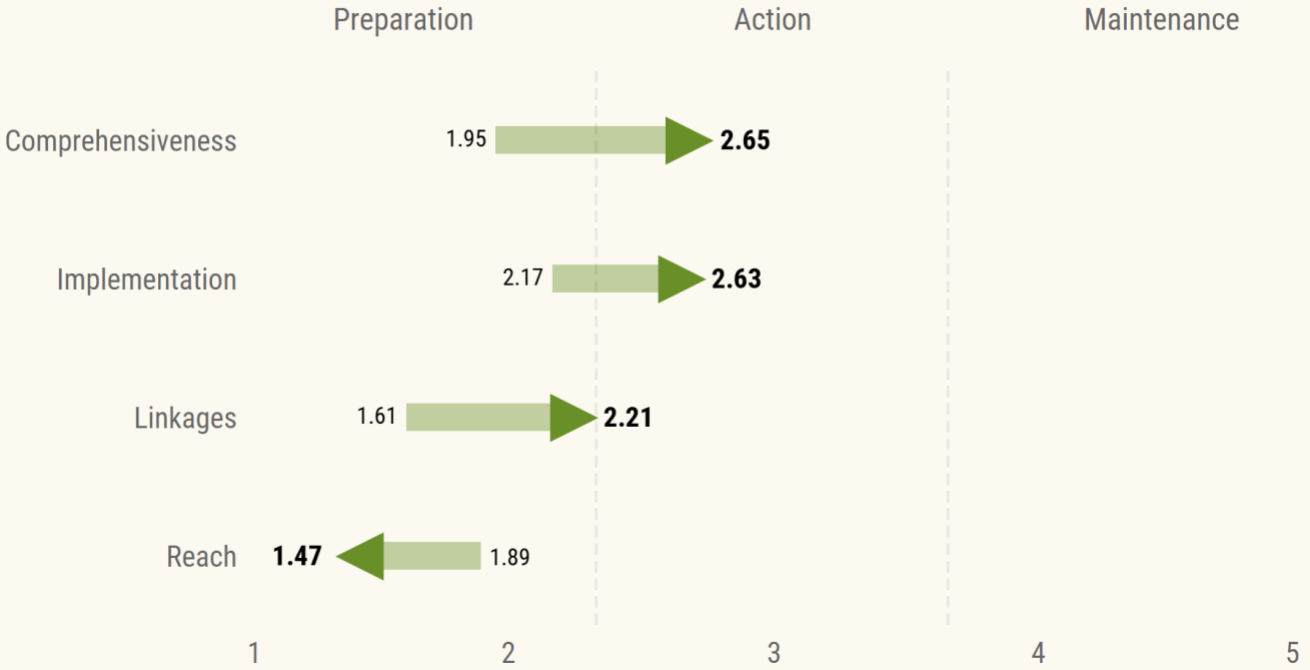 Preparation Action Maintenance
Comprehensiveness 1.95 2.65
Implementation 2.17 2.63
Linkages 1.61 2.21
Reach 1.47 1.89
1 2 3 4 5